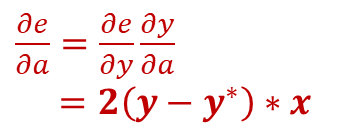 ∂e/∂a = ∂e/∂y ∂y/∂a
= 2(y − y*) * x